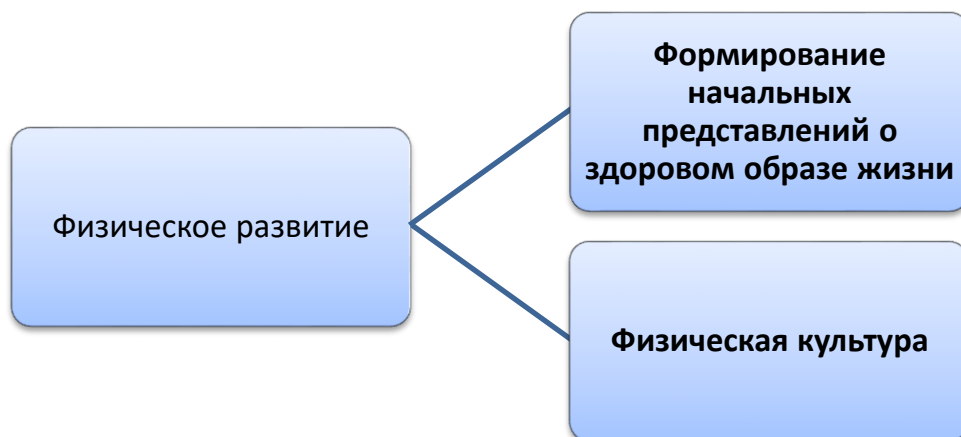 Физическое развитие
Формирование
начальных
представлений о
здоровом образе жизни
Физическая культура